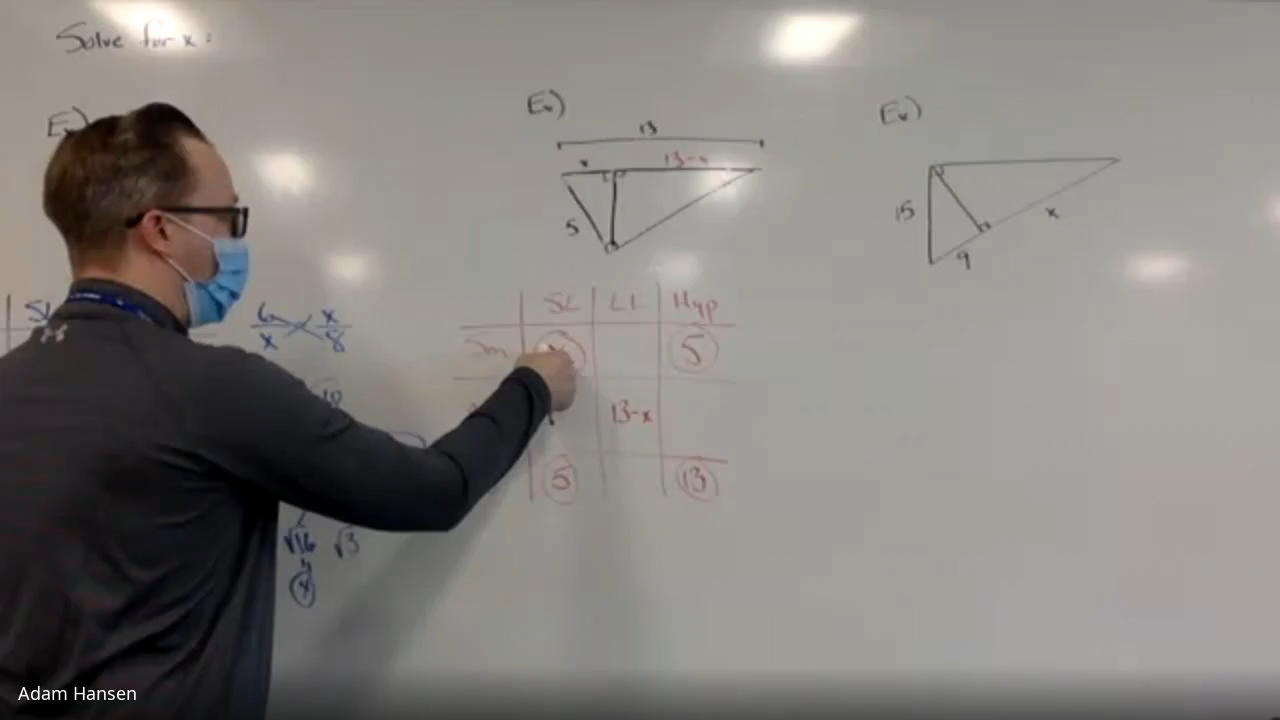 Solve for x:
Ex)
Ex)
13
x 13-x
5
Ex)
15
9
x
SL
6 x
x 8
√16 √3
SL LL Hyp
Sm x 5
13-x
5 13
Adam Hansen